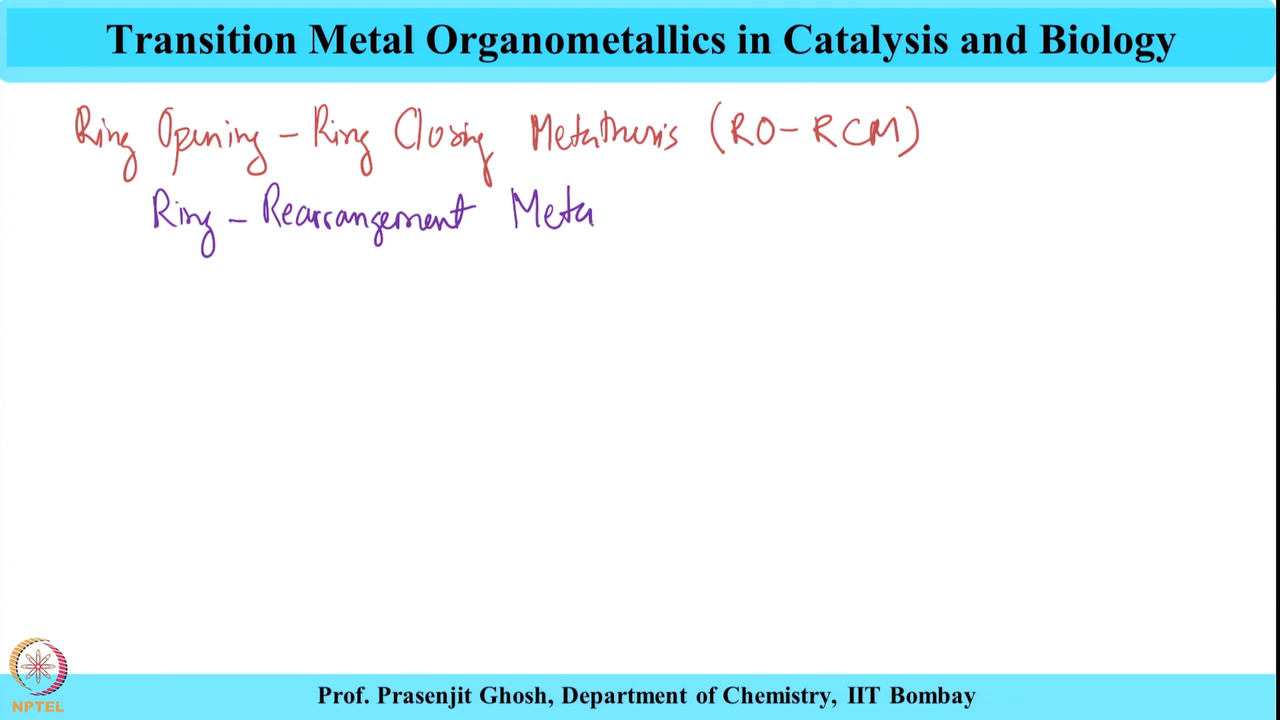 Transition Metal Organometallics in Catalysis and Biology
Ring Opening - Ring Closing Metathesis (RO-RCM)
Ring - Rearrangement Meta
NPTEL
Prof. Prasenjit Ghosh, Department of Chemistry, IIT Bombay